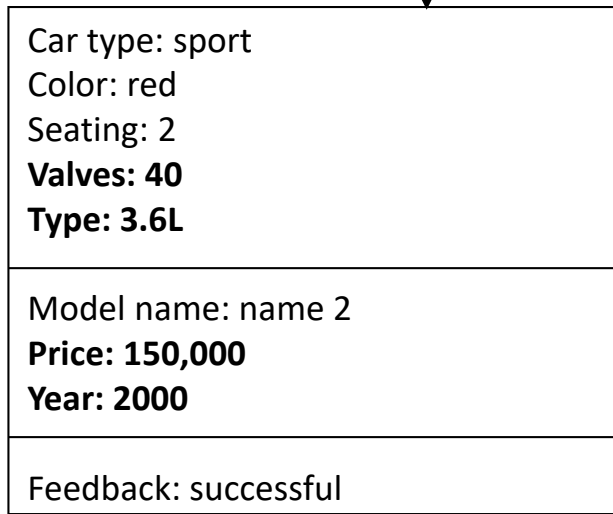 Car type: sport
Color: red
Seating: 2
Valves: 40
Type: 3.6L
Model name: name 2
Price: 150,000
Year: 2000
Feedback: successful